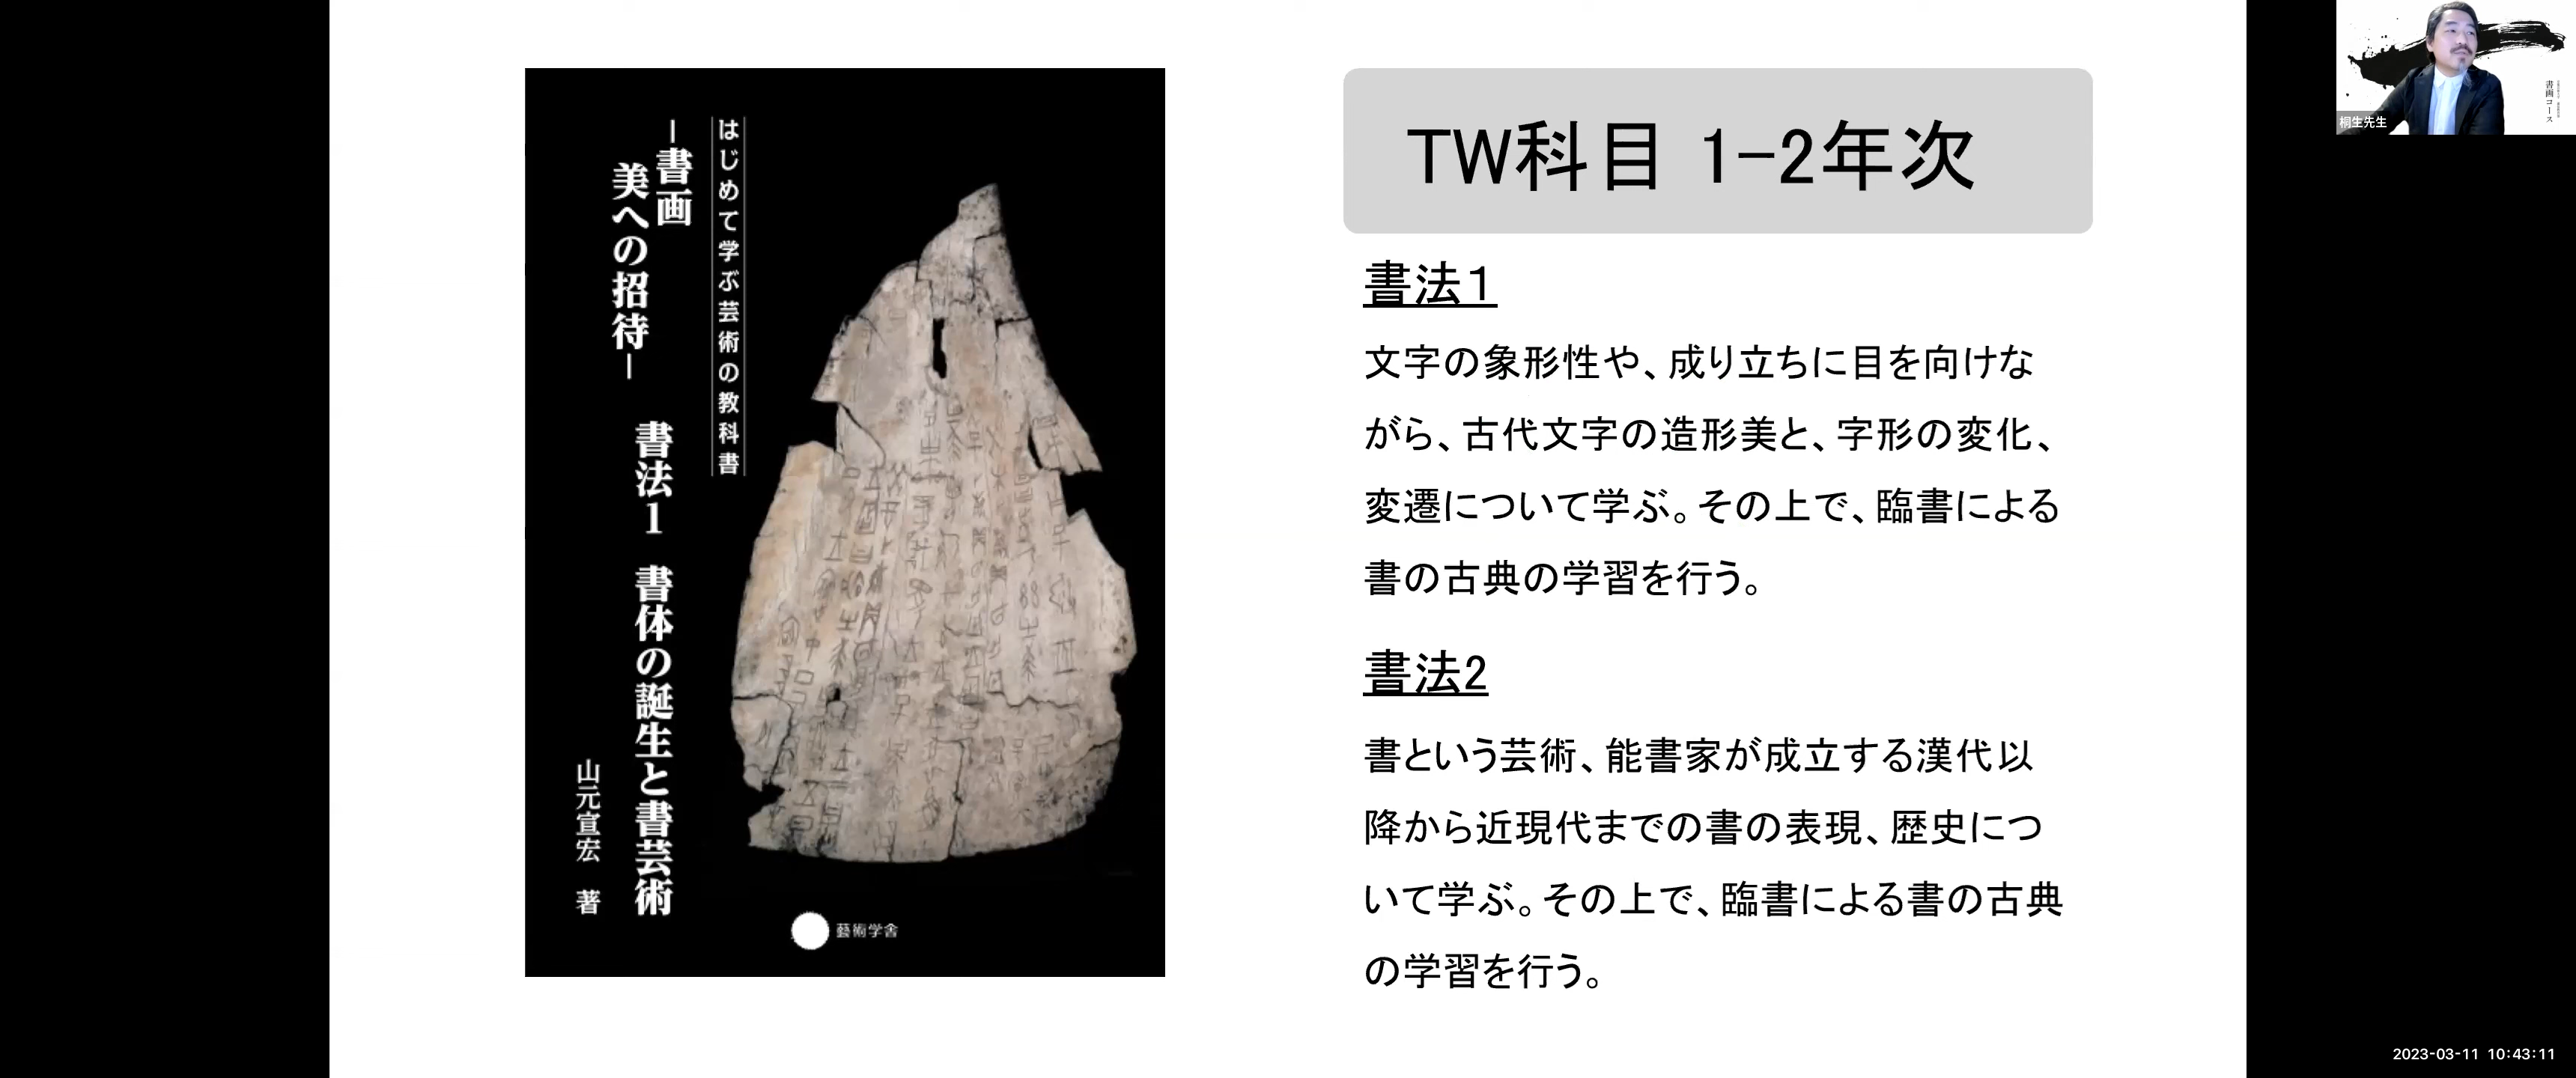 はじめて学ぶ芸術の教科書
―書画
美への招待―
書法1 書体の誕生と書芸術
山元宣宏 著
藝術学舎
TW科目 1-2年次
書法1
文字の象形性や、成り立ちに目を向けな
がら、古代文字の造形美と、字形の変化、
変遷について学ぶ。その上で、臨書による
書の古典の学習を行う。
書法2
書という芸術、能書家が成立する漢代以
降から近現代までの書の表現、歴史につ
いて学ぶ。その上で、臨書による書の古典
の学習を行う。
書画コース
桐生先生
2023-03-11 10:43:11